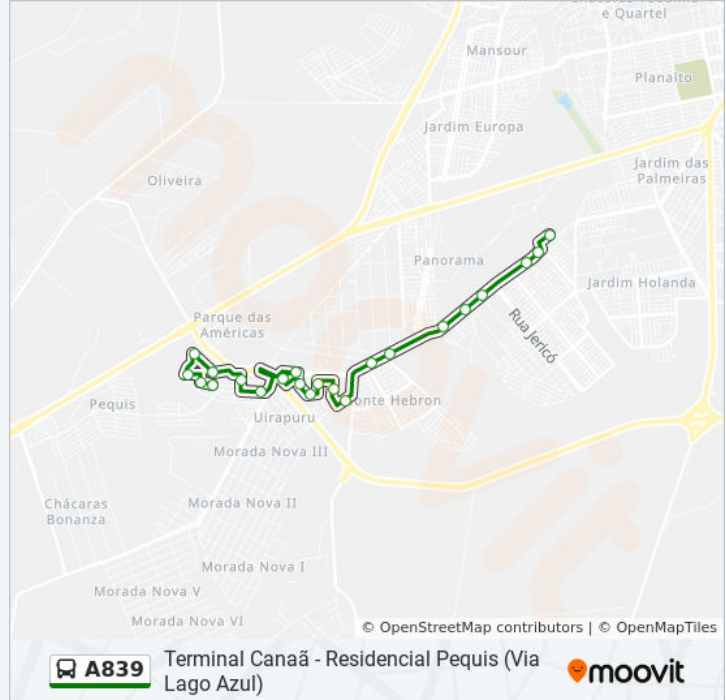 Chácaras Tubalina
e Quartel
Mansour
Planalto
Jardim Europa
Jardim das
Palmeiras
Oliveira
Panorama
Jardim Holanda
Parque das
Américas
Rua Jericó
Pequis
Monte Hebron
Uirapuru
Morada Nova III
Chácaras
Bonanza
Morada Nova II
Morada Nova I
Morada Nova V
Morada Nova VI
moovit
© OpenStreetMap contributors | © OpenMapTiles
A839
Terminal Canaã - Residencial Pequis (Via
Lago Azul)
moovit